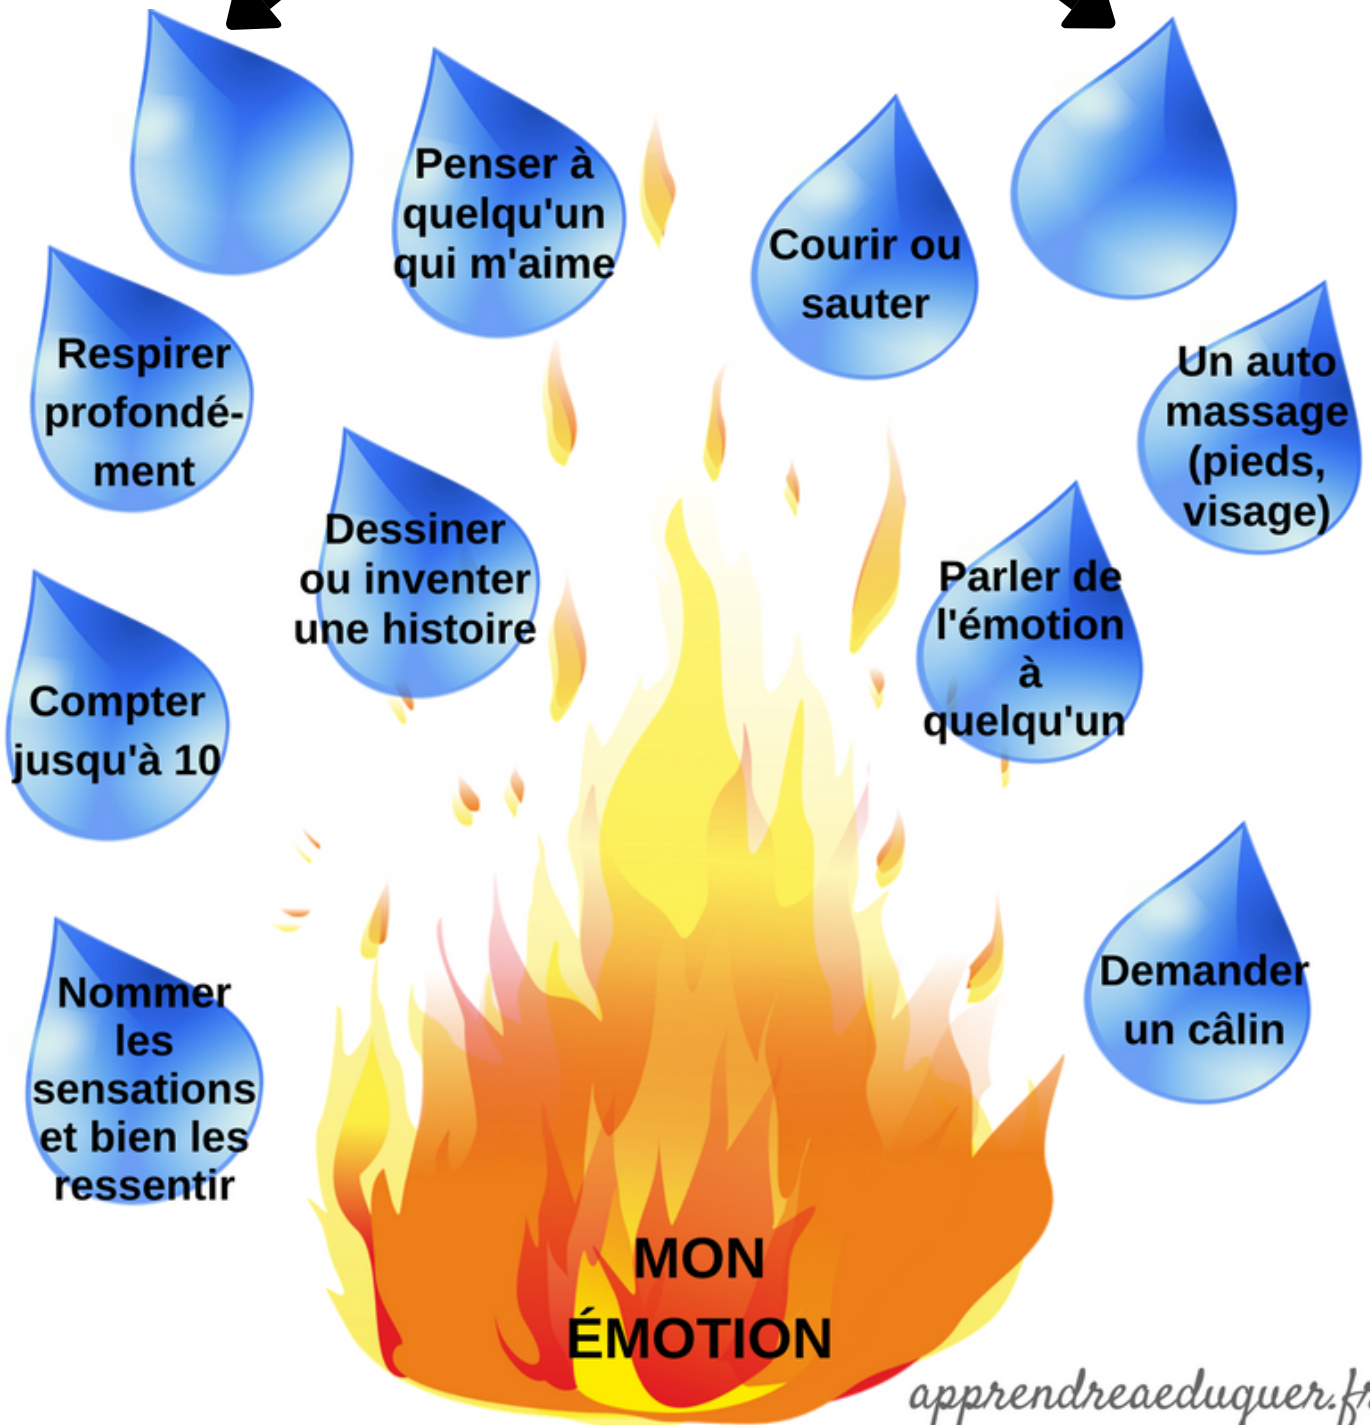 Penser à
quelqu'un
qui m'aime
Courir ou
sauter
Respirer
profondé-
ment
Un auto
massage
(pieds,
visage)
Dessiner
ou inventer
une histoire
Parler de
l'émotion
à
quelqu'un
Compter
jusqu'à 10
Nommer
les
sensations
et bien les
ressentir
Demander
un câlin
MON
ÉMOTION
apprendreaeduquer.fr